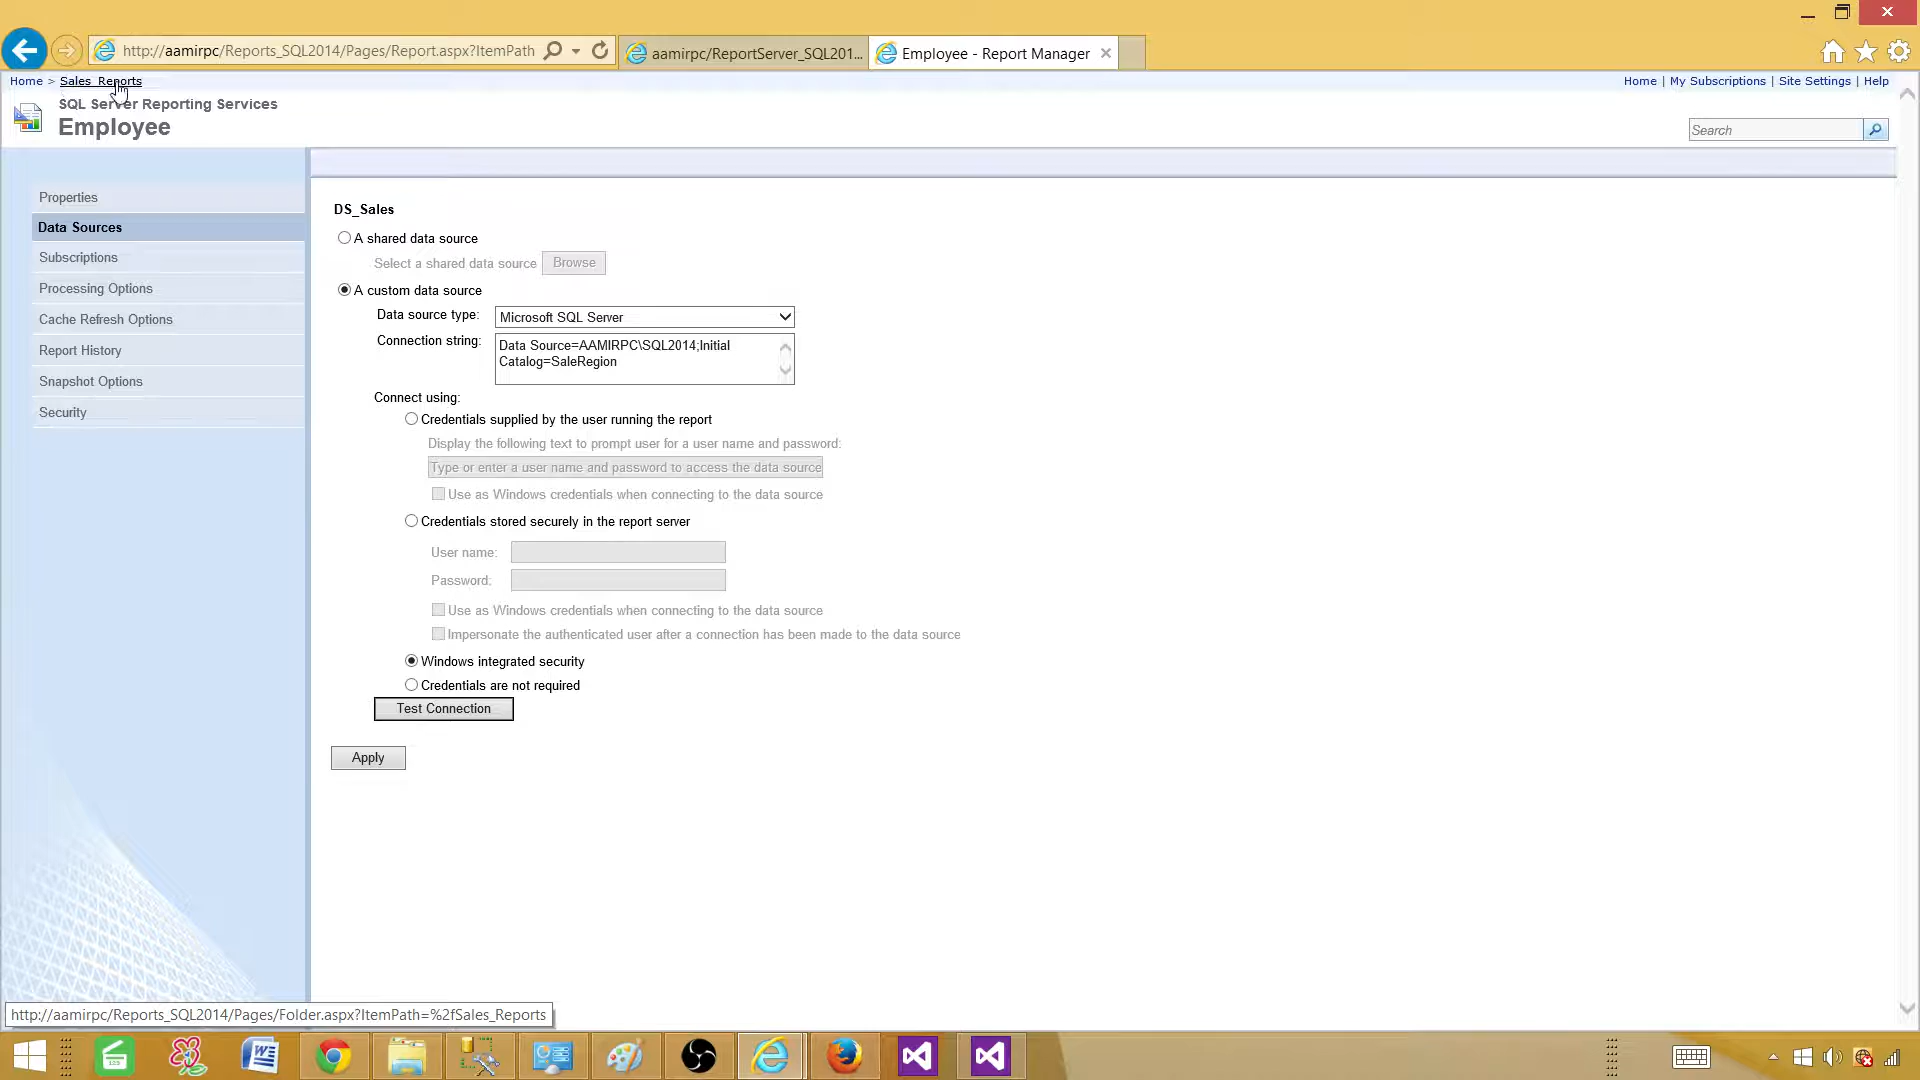 http://aamirpc/Reports_SQL2014/Pages/Report.aspx?ItemPath
aamirpc/ReportServer_SQL201...
Employee - Report Manager
Home > Sales_Reports
Home | My Subscriptions | Site Settings | Help
SQL Server Reporting Services
Employee
Search
Properties
Data Sources
Subscriptions
Processing Options
Cache Refresh Options
Report History
Snapshot Options
Security
DS_Sales
A shared data source
Select a shared data source Browse
A custom data source
Data source type: Microsoft SQL Server
Connection string: Data Source=AAMIRPC\SQL2014;Initial
Catalog=SaleRegion
Connect using:
Credentials supplied by the user running the report
Display the following text to prompt user for a user name and password:
Type or enter a user name and password to access the data source
Use as Windows credentials when connecting to the data source
Credentials stored securely in the report server
User name:
Password:
Use as Windows credentials when connecting to the data source
Impersonate the authenticated user after a connection has been made to the data source
Windows integrated security
Credentials are not required
Test Connection
Apply
http://aamirpc/Reports_SQL2014/Pages/Folder.aspx?ItemPath=%2fSales_Reports